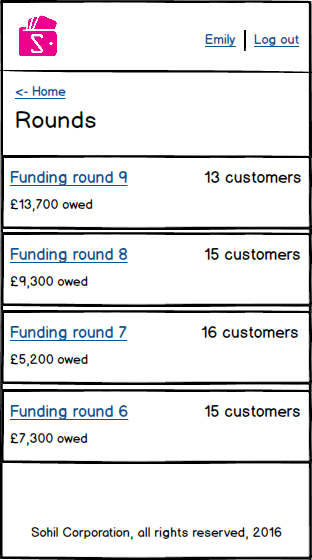 S
Emily | Log out
<- Home
Rounds
Funding round 9 13 customers
£13,700 owed
Funding round 8 15 customers
£9,300 owed
Funding round 7 16 customers
£5,200 owed
Funding round 6 15 customers
£7,300 owed
Sohil Corporation, all rights reserved, 2016